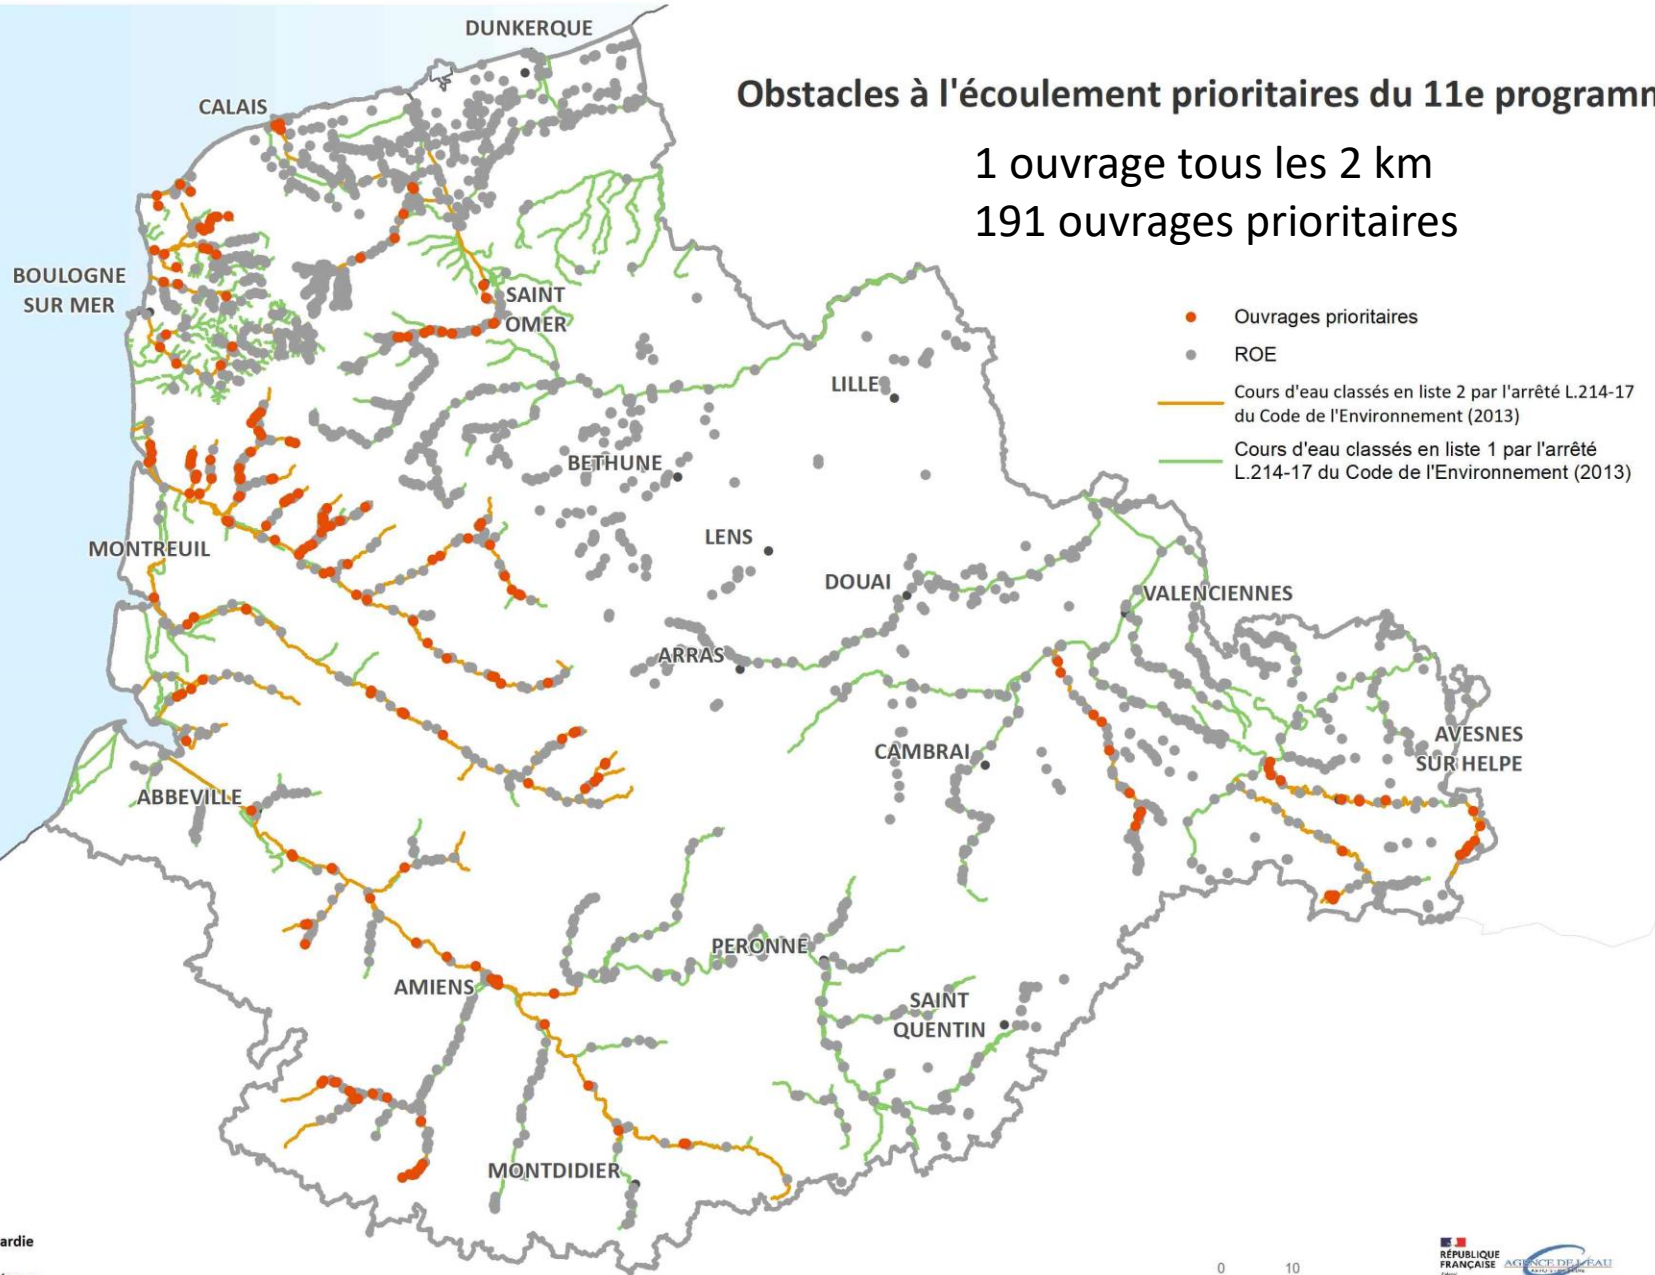 DUNKERQUE
Obstacles à l'écoulement prioritaires du 11e programm
CALAIS
1 ouvrage tous les 2 km
191 ouvrages prioritaires
BOULOGNE
SUR MER
SAINT
OMER
Ouvrages prioritaires
ROE
Cours d'eau classés en liste 2 par l'arrêté L.214-17
du Code de l'Environnement (2013)
Cours d'eau classés en liste 1 par l'arrêté
L.214-17 du Code de l'Environnement (2013)
LILLE
BETHUNE
LENS
MONTREUIL
DOUAI
VALENCIENNES
ARRAS
CAMBRAI
AVESNES
SUR HELPE
ABBEVILLE
PERONNE
AMIENS
SAINT
QUENTIN
MONTDIDIER
ardie
0 10
RÉPUBLIQUE
FRANÇAISE
AGENCE DE L'EAU